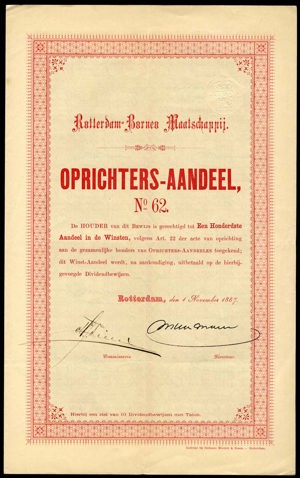 Rotterdam-Borneo Maatschappij.
OPRICHTERS-AANDEEL,
No 62.
De HOUDER van dit Bewijs is gerechtigd tot Een Honderdste
Aandeel in de Winsten, volgens Art. 22 der acte van oprichting
aan de gezamenlijke houders van Oprichters-Aandeelen toegekend;
dit Winst-Aandeel wordt, na aankondiging, uitbetaald op de hierbij-
gevoegde Dividendbewijzen.
Rotterdam, den 1 November 1887.
Commissaris Directeur.
Hierbij een stel van 10 Dividendbewijzen met Talon.